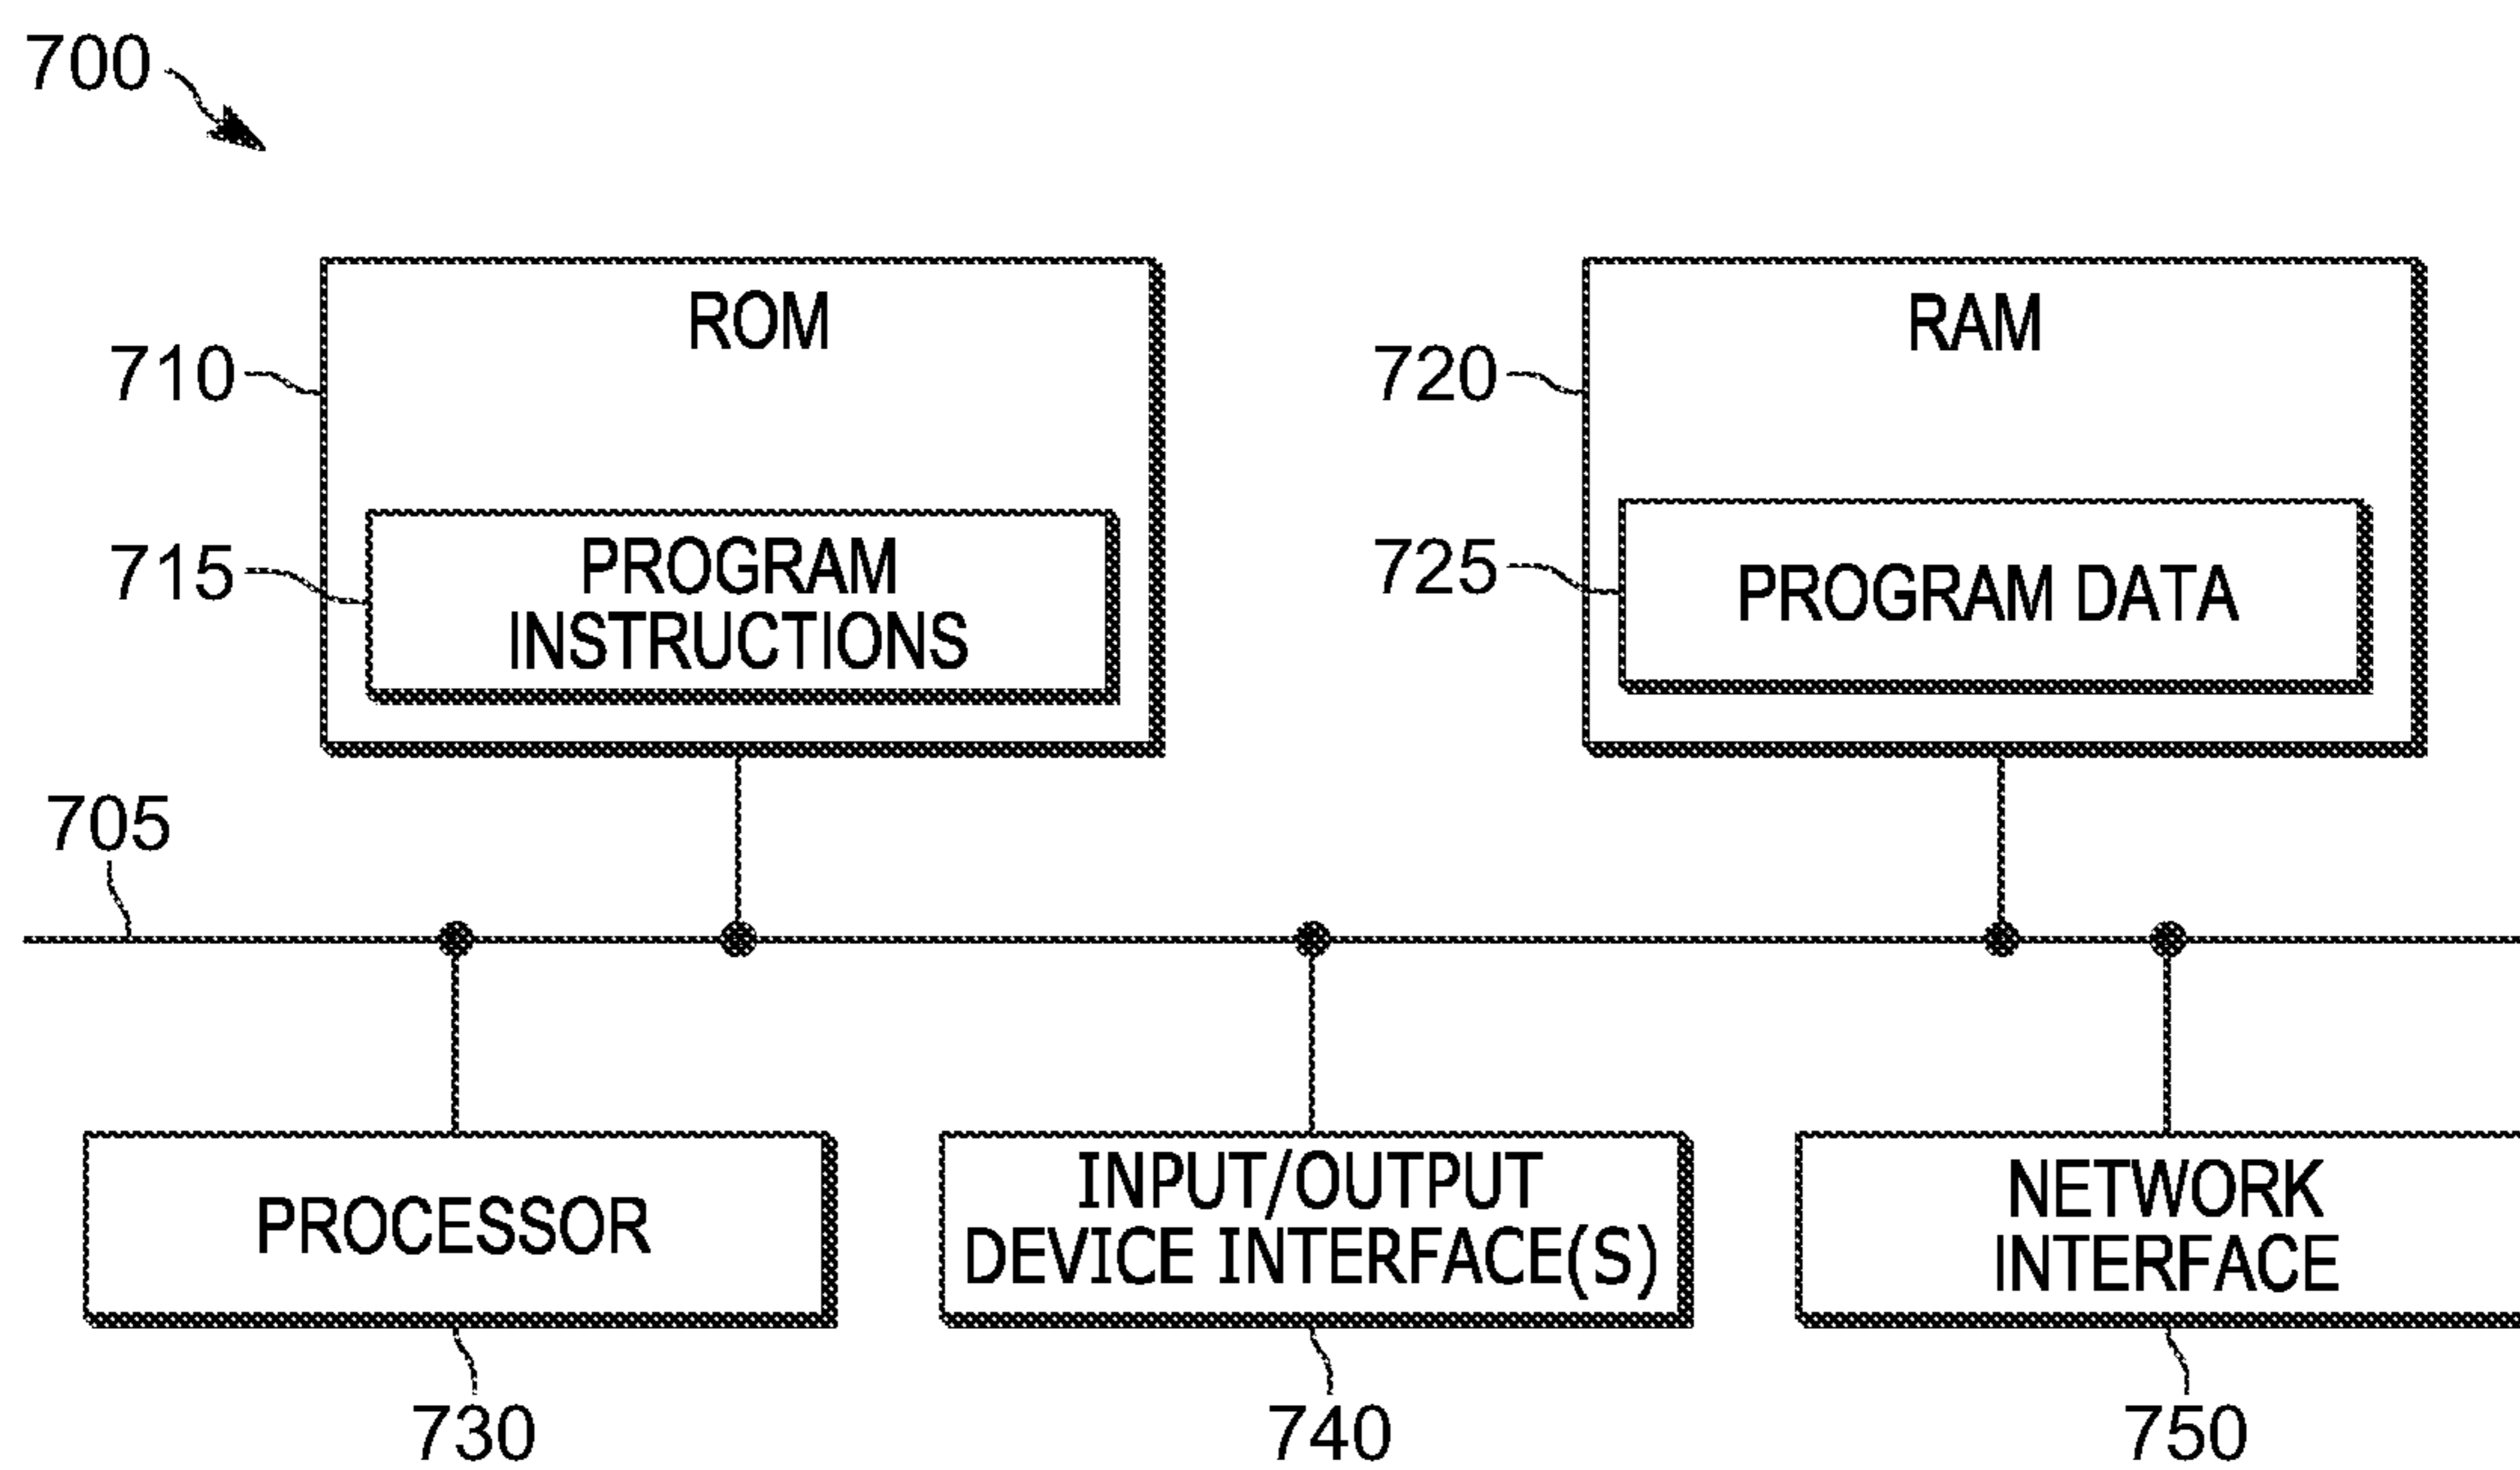 700
ROM
RAM
710
720
715
PROGRAM
INSTRUCTIONS
725
PROGRAM DATA
705
PROCESSOR
INPUT/OUTPUT
DEVICE INTERFACE(S)
NETWORK
INTERFACE
730
740
750